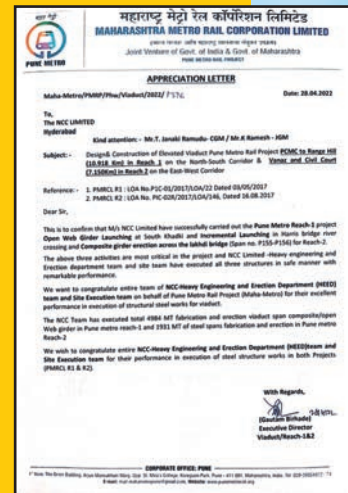 महाराष्ट्र मेट्रो रेल कॉर्पोरेशन लिमिटेड
MAHARASHTRA METRO RAIL CORPORATION LIMITED
Joint Venture of Govt. of India & Govt. of Maharashtra
PUNE METRO RAIL PROJECT
PUNE METRO
APPRECIATION LETTER
Maha-Metro/PMRP/Phw/Viaduct/2022/ Date: 28.04.2022
To,
The NCC LIMITED
Hyderabad
Kind attention: - Mr.T. Janaki Ramudu- CGM / Mr.K Ramesh - JGM
Subject: - Design& Construction of Elevated Viaduct Pune Metro Rail Project PCMC to Range Hill
(10.918 Km) in Reach 1 on the North-South Corridor & Vanaz and Civil Court
(7.150Km) in Reach 2 on the East-West Corridor
Reference: - 1. PMRCL R1 : LOA No.P1C-01/2017/LOA/22 Dated 03/05/2017
2. PMRCL R2 : LOA No.PIC-02R/2017/LOA/146, Dated 16.08.2017
Dear Sir,
This is to confirm that M/s NCC Limited have successfully carried out the Pune Metro Reach-1 project
Open Web Girder Launching at South Khadki and Incremental Launching in Harris bridge river
crossing and Composite girder erection across the lakhdi bridge (Span no. P155-P156) for Reach-2.
The above three activities are most critical in the project and NCC Limited -Heavy engineering and
Erection department team and site team have executed all three structures in safe manner with
remarkable performance.
We want to congratulate entire team of NCC-Heavy Engineering and Erection Department (HEED)
team and Site Execution team on behalf of Pune Metro Rail Project (Maha-Metro) for their excellent
performance in execution of structural steel works for viaduct.
The NCC Team has executed total 4984 MT fabrication and erection viaduct span composite/open
Web girder in Pune metro reach-1 and 1931 MT of steel spans fabrication and erection in Pune metro
Reach-2
We wish to congratulate entire NCC-Heavy Engineering and Erection Department (HEED)team and
Site Execution team for their performance in execution of steel structure works in both Projects
(PMRCL R1 & R2).
With Regards,
(Gautam Birhade)
Executive Director
Viaduct/Reach-1&2
CORPORATE OFFICE: PUNE